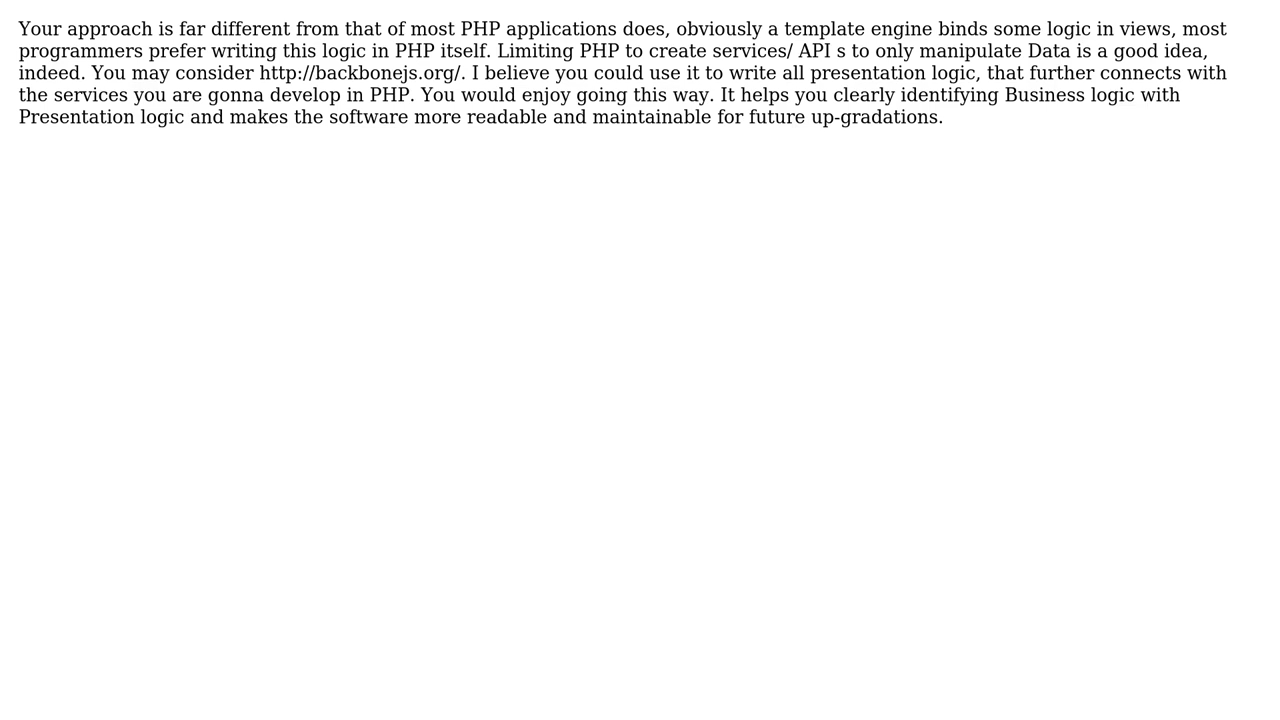 Your approach is far different from that of most PHP applications does, obviously a template engine binds some logic in views, most
programmers prefer writing this logic in PHP itself. Limiting PHP to create services/ API s to only manipulate Data is a good idea,
indeed. You may consider http://backbonejs.org/. I believe you could use it to write all presentation logic, that further connects with
the services you are gonna develop in PHP. You would enjoy going this way. It helps you clearly identifying Business logic with
Presentation logic and makes the software more readable and maintainable for future up-gradations.